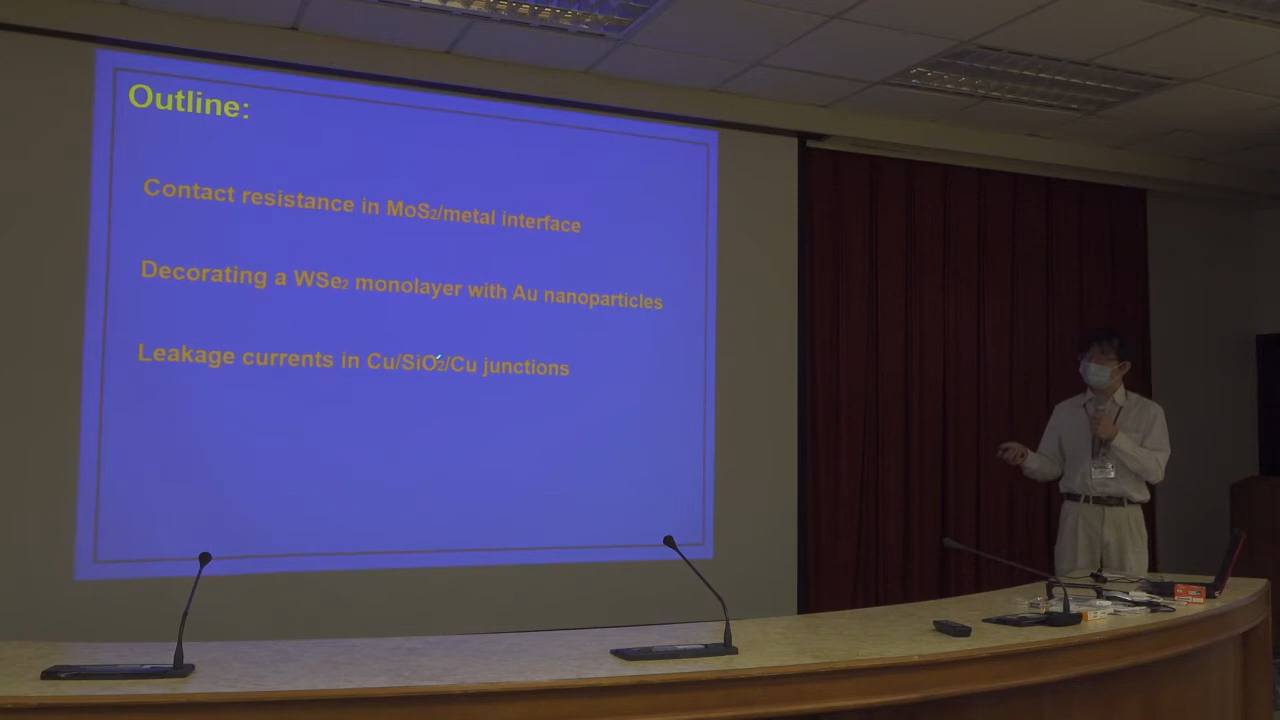 Outline:
Contact resistance in MoS₂/metal interface
Decorating a WSe₂ monolayer with Au nanoparticles
Leakage currents in Cu/SiO₂/Cu junctions